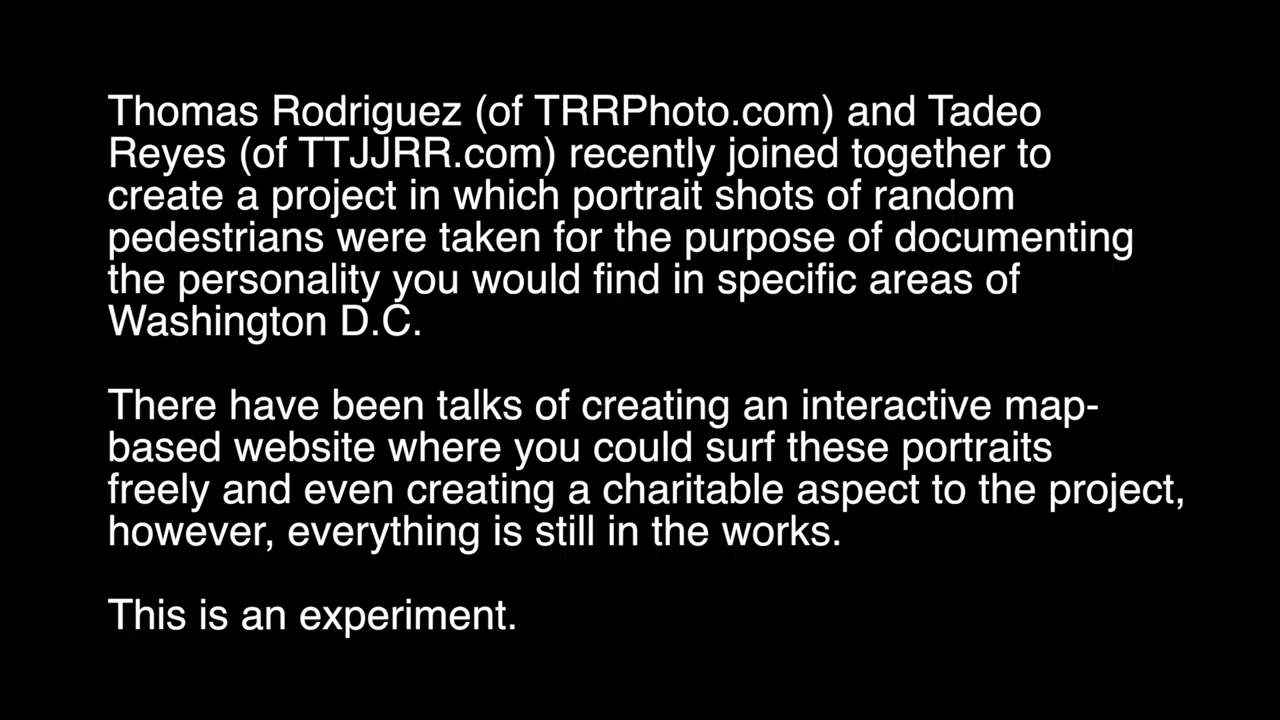 Thomas Rodriguez (of TRRPhoto.com) and Tadeo
Reyes (of TTJJRR.com) recently joined together to
create a project in which portrait shots of random
pedestrians were taken for the purpose of documenting
the personality you would find in specific areas of
Washington D.C.
There have been talks of creating an interactive map-
based website where you could surf these portraits
freely and even creating a charitable aspect to the project,
however, everything is still in the works.
This is an experiment.